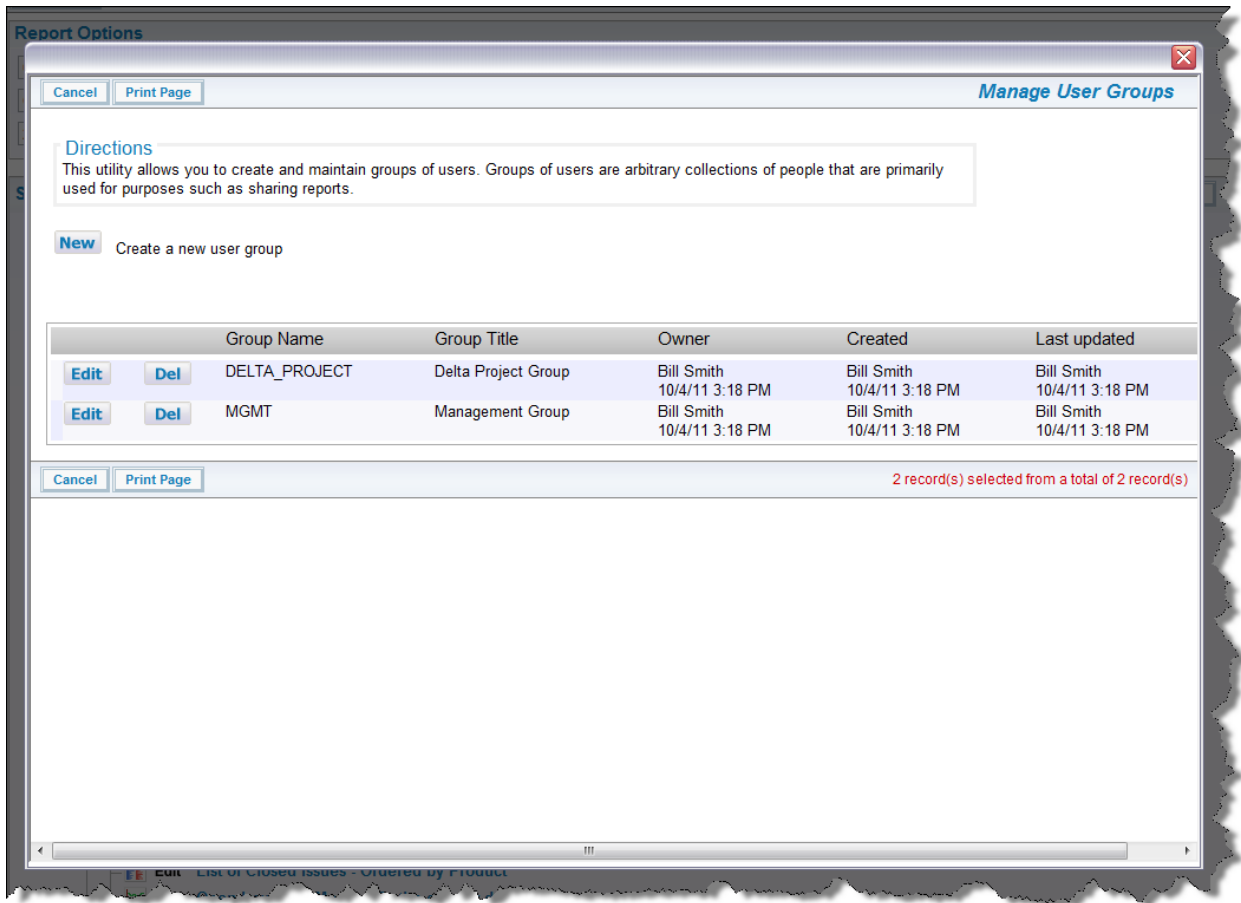 Report Options
Cancel Print Page Manage User Groups
Directions
This utility allows you to create and maintain groups of users. Groups of users are arbitrary collections of people that are primarily
used for purposes such as sharing reports.
New Create a new user group
Group Name Group Title Owner Created Last updated
Edit Del DELTA_PROJECT Delta Project Group Bill Smith Bill Smith Bill Smith
10/4/11 3:18 PM 10/4/11 3:18 PM 10/4/11 3:18 PM
Edit Del MGMT Management Group Bill Smith Bill Smith Bill Smith
10/4/11 3:18 PM 10/4/11 3:18 PM 10/4/11 3:18 PM
Cancel Print Page 2 record(s) selected from a total of 2 record(s)
Edit List of Closed Issues - Ordered by Product